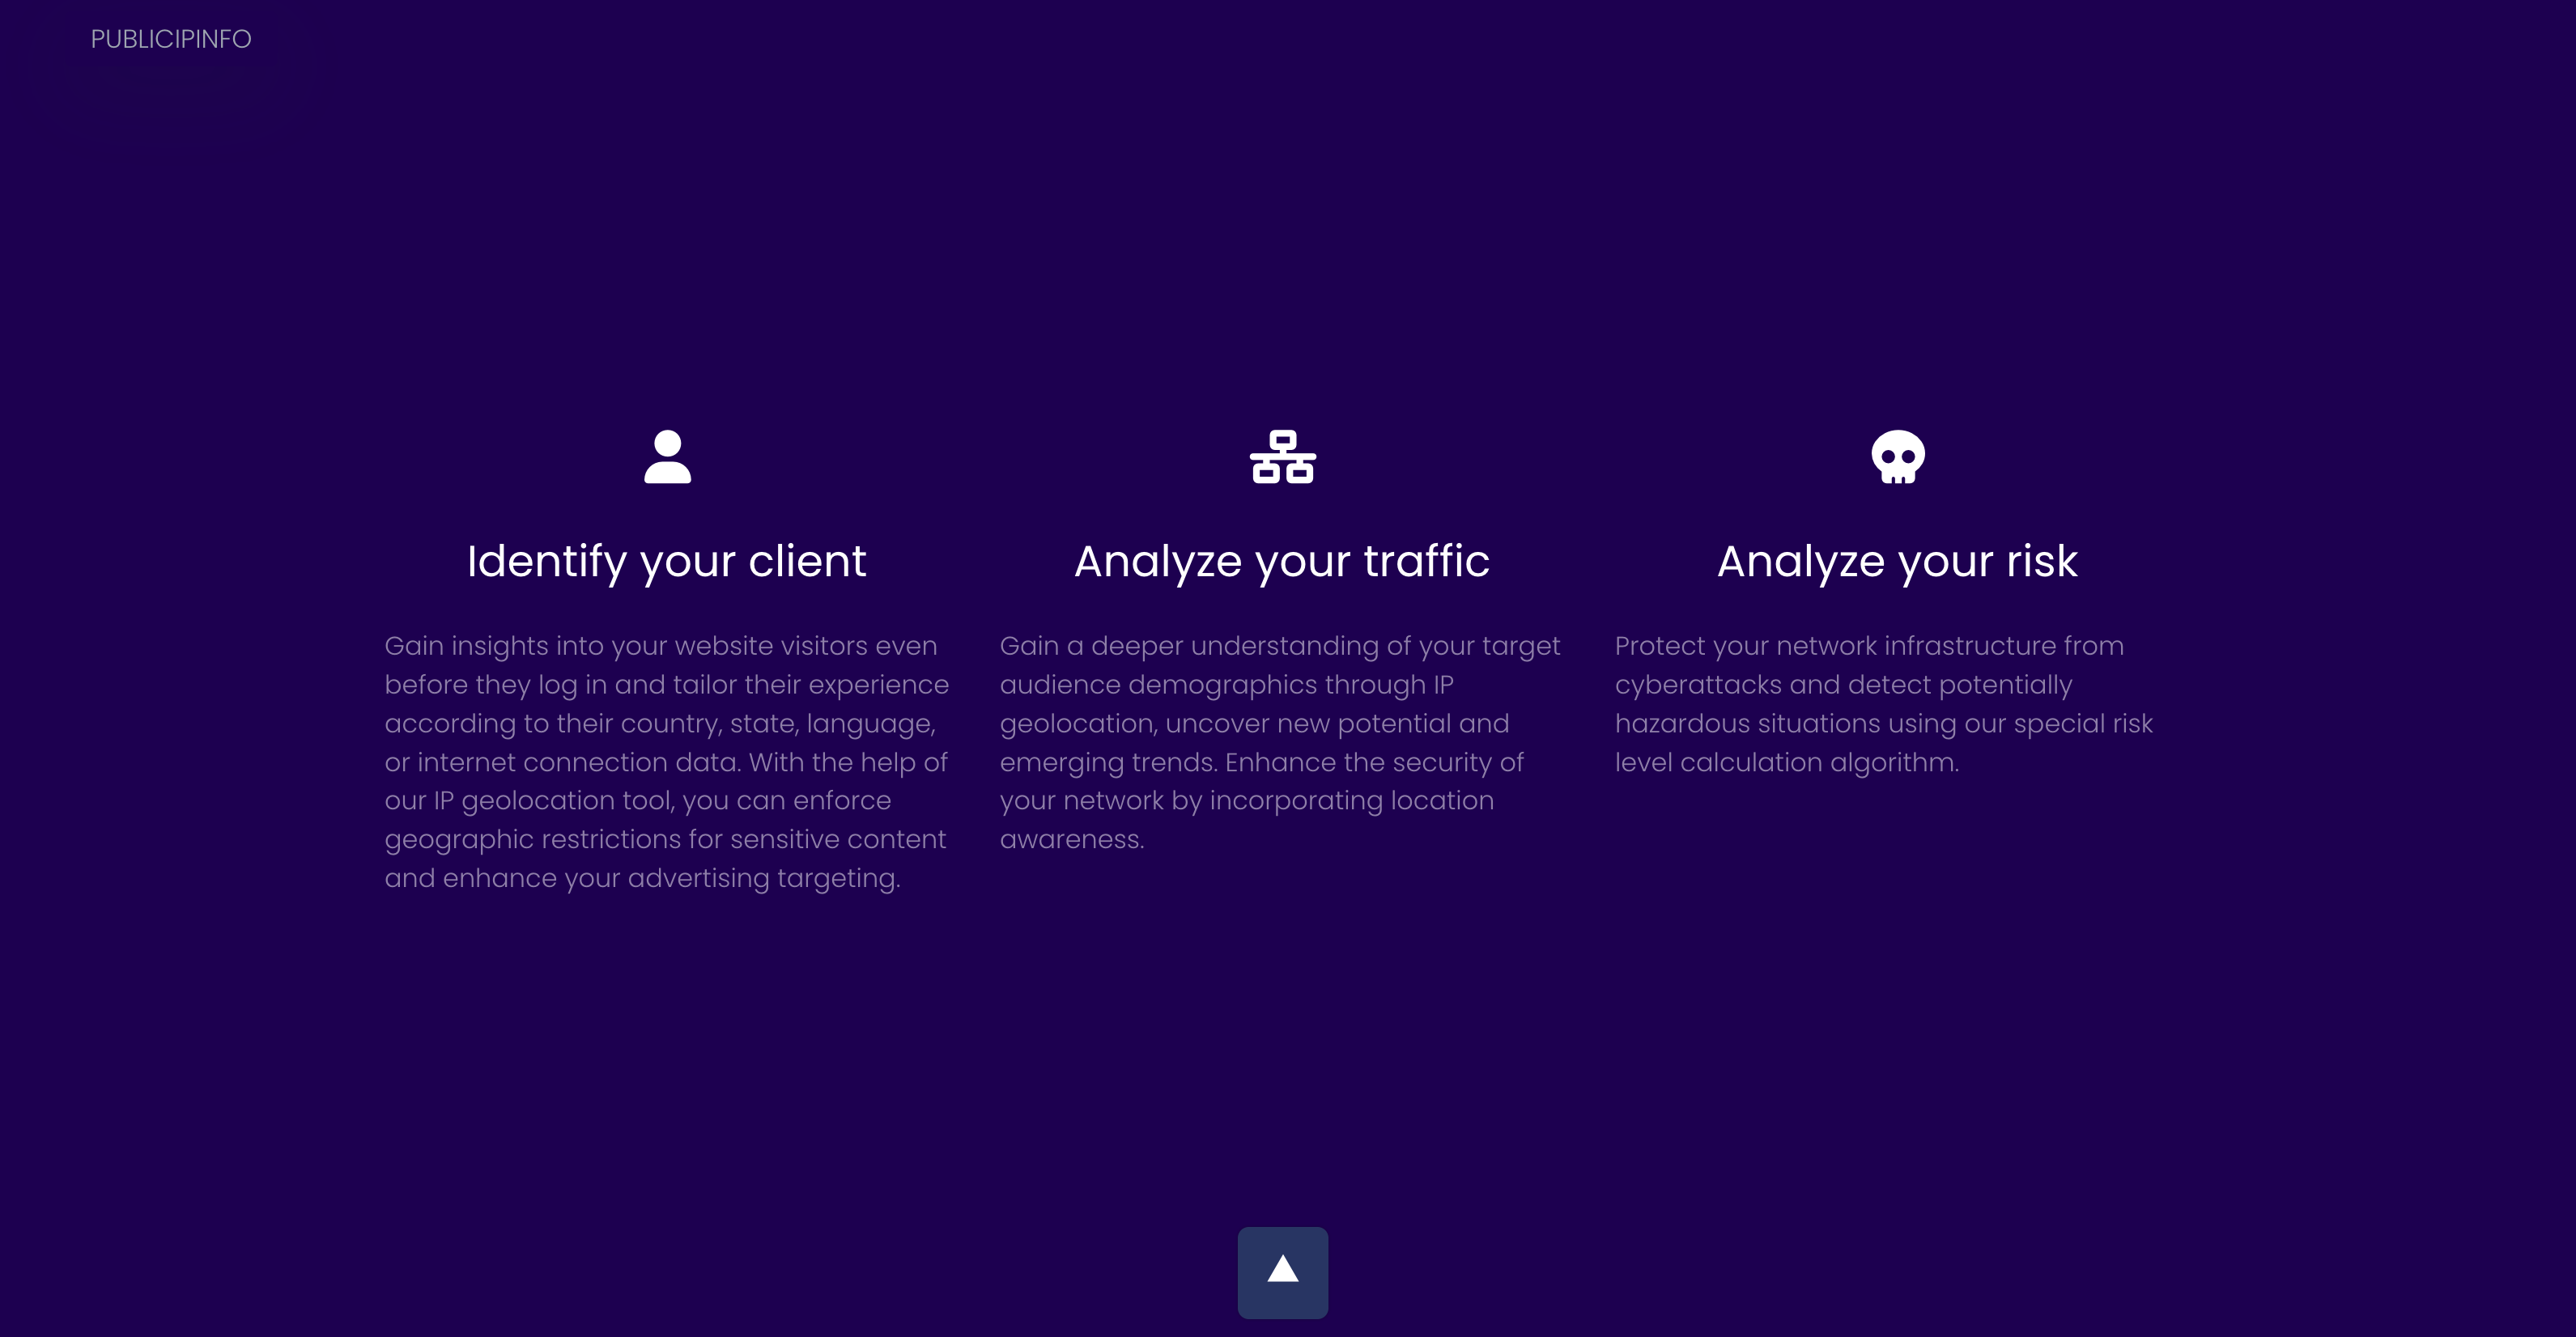 PUBLICIPINFO
Identify your client
Gain insights into your website visitors even
before they log in and tailor their experience
according to their country, state, language,
or internet connection data. With the help of
our IP geolocation tool, you can enforce
geographic restrictions for sensitive content
and enhance your advertising targeting.
Analyze your traffic
Gain a deeper understanding of your target
audience demographics through IP
geolocation, uncover new potential and
emerging trends. Enhance the security of
your network by incorporating location
awareness.
Analyze your risk
Protect your network infrastructure from
cyberattacks and detect potentially
hazardous situations using our special risk
level calculation algorithm.